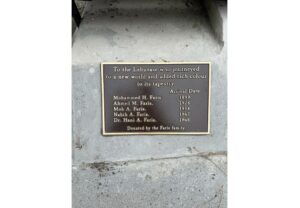 To the Lebanese who journeyed
to a new world and added rich colour
to its tapestry
Arrival Date
Mohammed H. Faris
Ahmed M. Faris.
Moh A. Faris.
Nabih A. Faris.
Dr. Hani A. Faris.
Donated by the Faris family